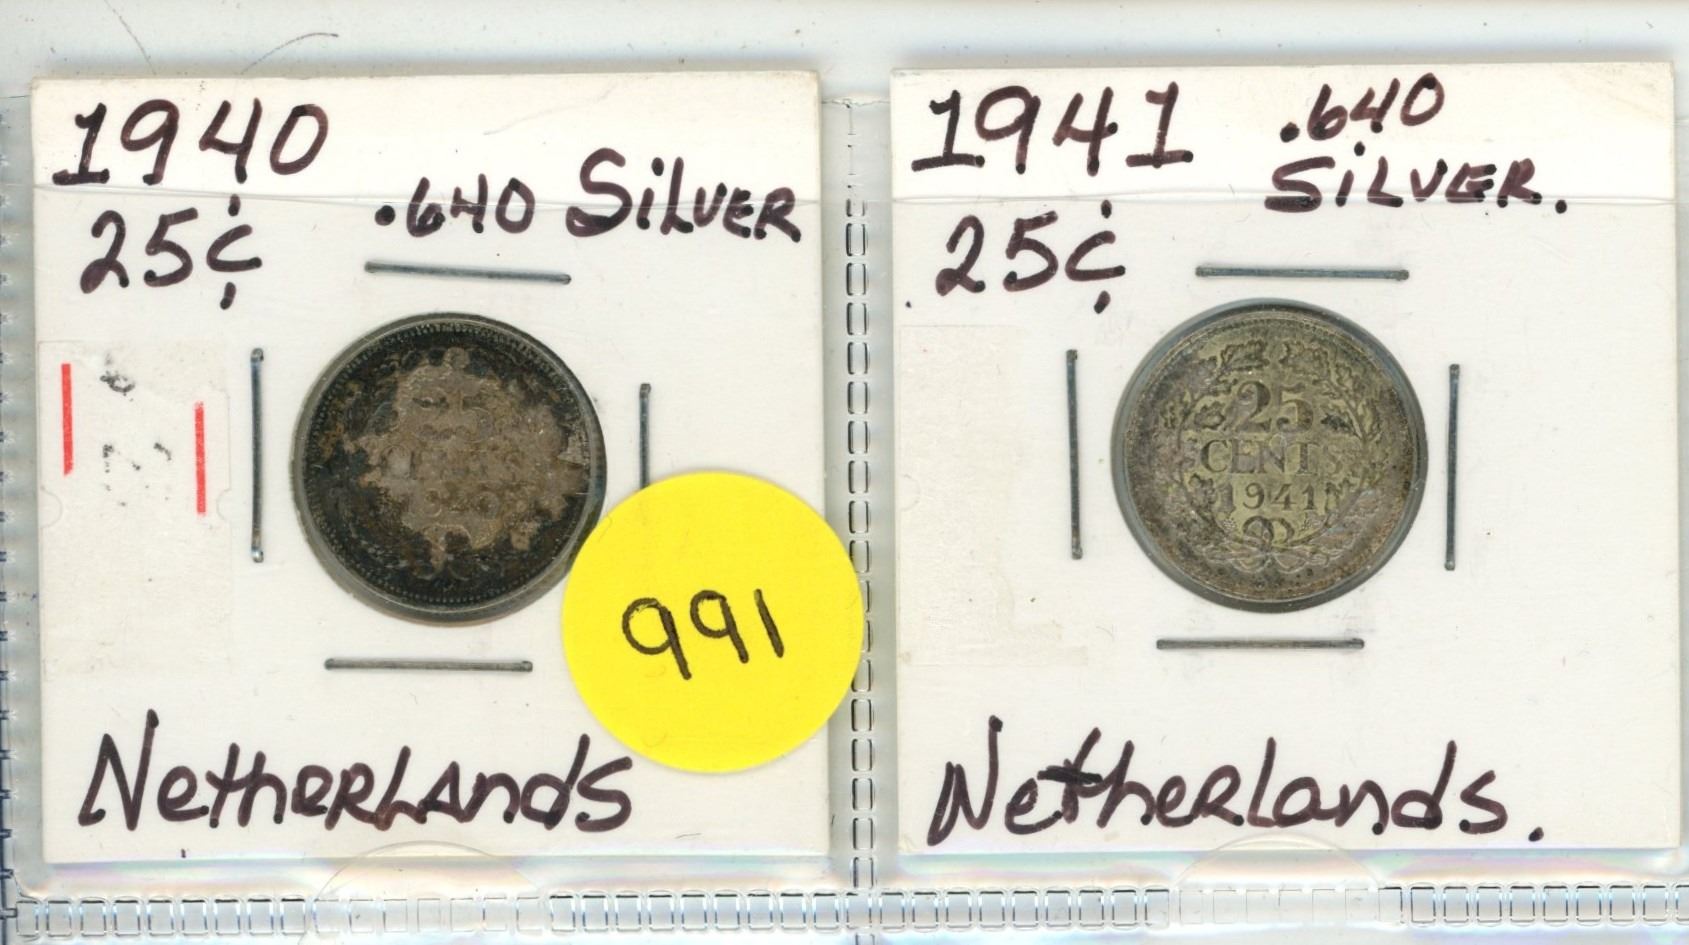 1940
25¢
.640 SiLVER
991
NetheRLAndS
1941
25¢
.640
SiLVER.
25
CENTS
1941
NetheRlands.